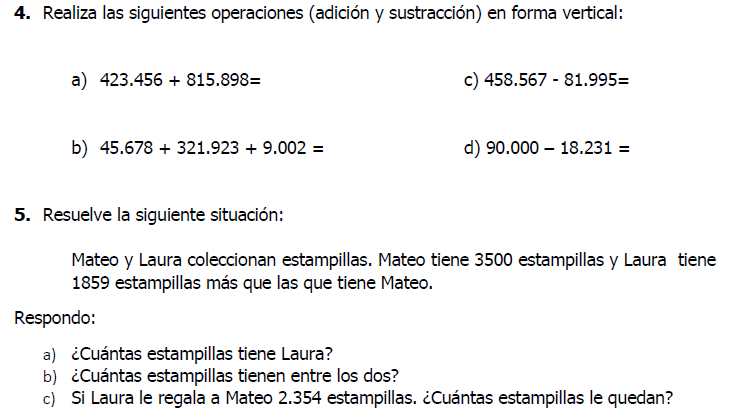 4. Realiza las siguientes operaciones (adición y sustracción) en forma vertical:
a) 423.456 + 815.898=
c) 458.567 - 81.995=
b) 45.678 + 321.923 + 9.002 =
d) 90.000 – 18.231 =
5. Resuelve la siguiente situación:
Mateo y Laura coleccionan estampillas. Mateo tiene 3500 estampillas y Laura tiene
1859 estampillas más que las que tiene Mateo.
Respondo:
a) ¿Cuántas estampillas tiene Laura?
b) ¿Cuántas estampillas tienen entre los dos?
c) Si Laura le regala a Mateo 2.354 estampillas. ¿Cuántas estampillas le quedan?